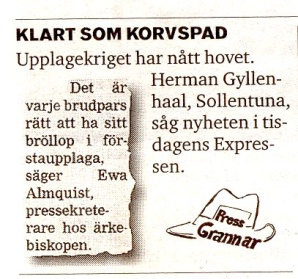 KLART SOM KORVSPAD
Upplagekriget har nått hovet.
Det är
varje brudpars
rätt att ha sitt
bröllop i för-
staupplaga,
säger Ewa
Almquist,
pressekrete-
rare hos ärke-
biskopen.
Herman Gyllen-
haal, Sollentuna,
såg nyheten i tis-
dagens Expres-
sen.
Press
Grannar